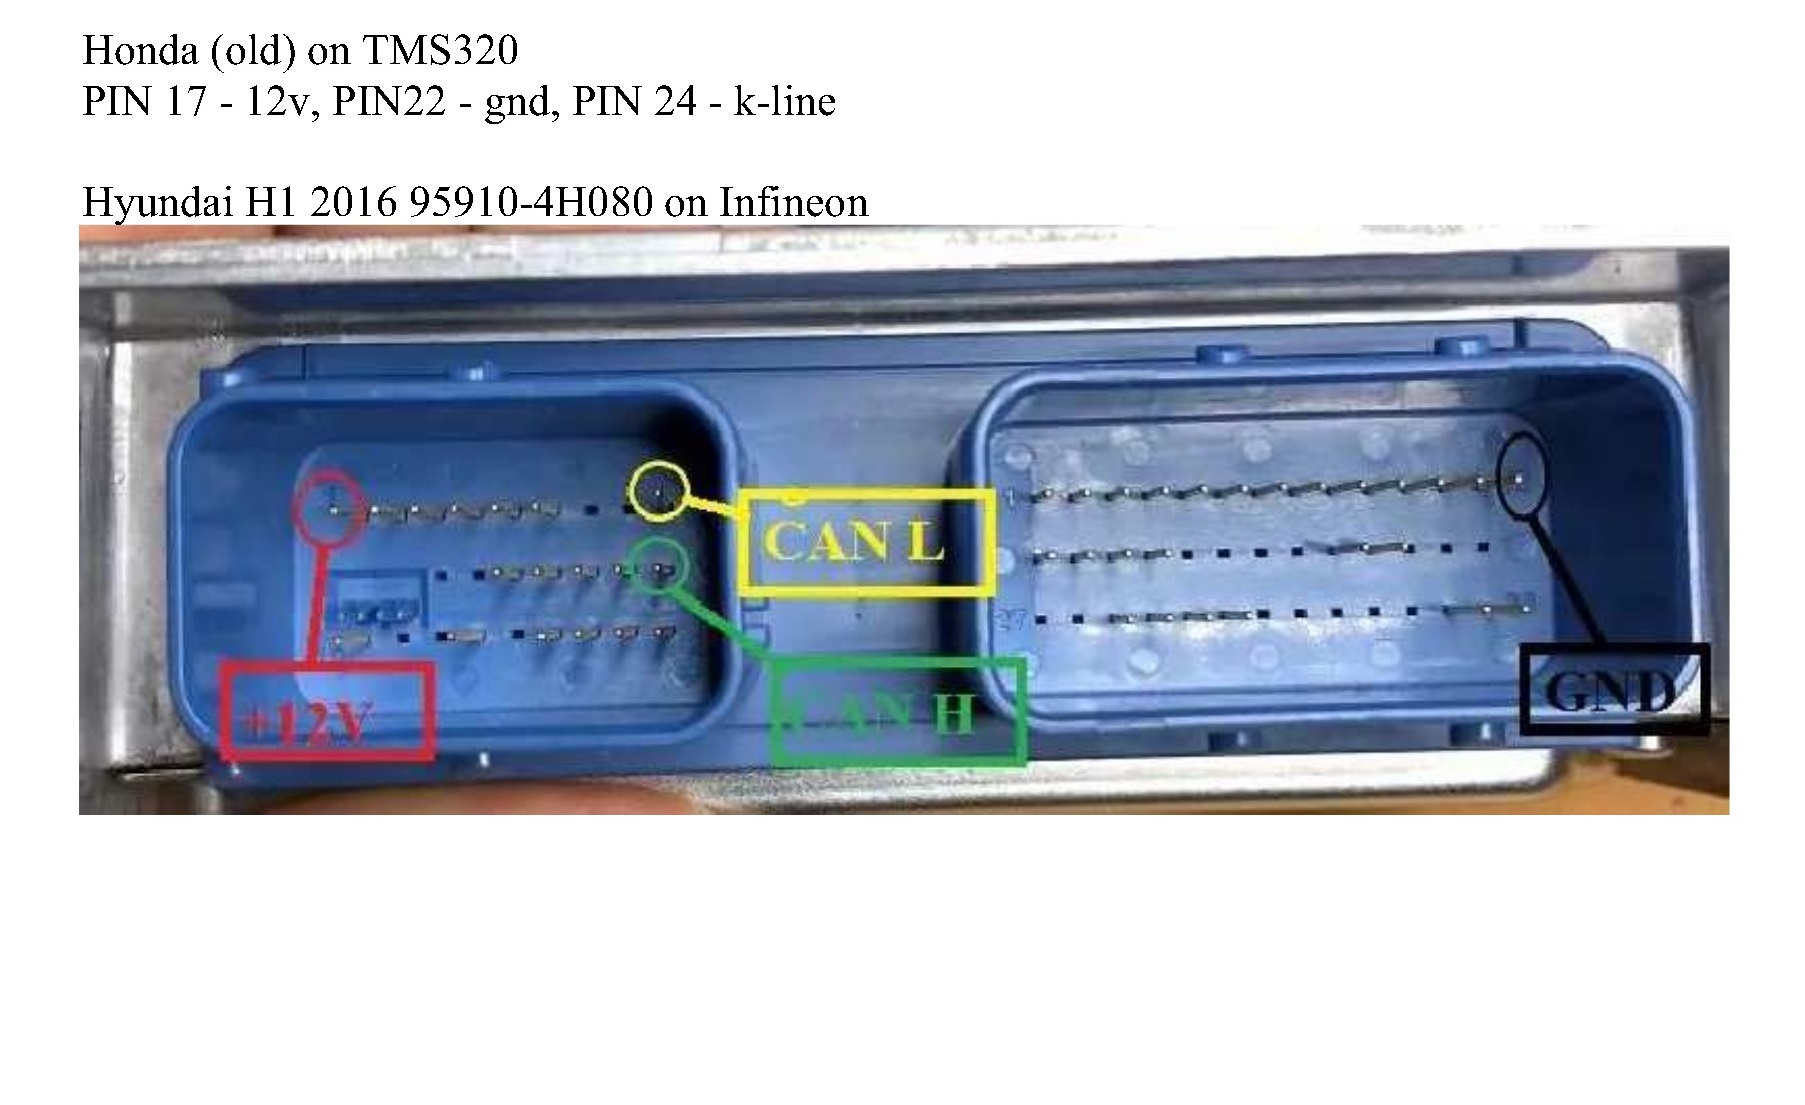 Honda (old) on TMS320
PIN 17 - 12v, PIN22 - gnd, PIN 24 - k-line
Hyundai H1 2016 95910-4H080 on Infineon
CAN L
+12V
CAN H
GND